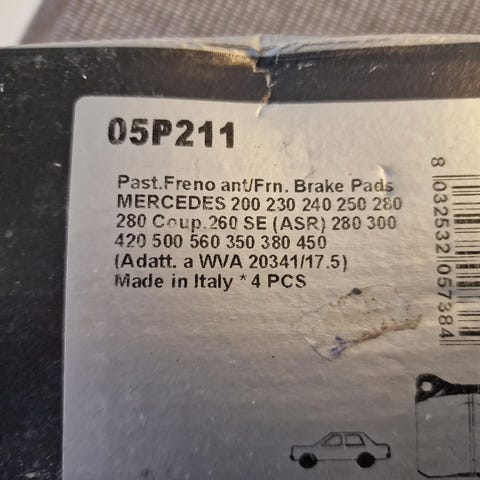 05P211
Past.Freno ant/Frn. Brake Pads
MERCEDES 200 230 240 250 280
280 Coup.260 SE (ASR) 280 300
420 500 560 350 380 450
(Adatt. a WVA 20341/17.5)
Made in Italy * 4 PCS
8 032532 057384